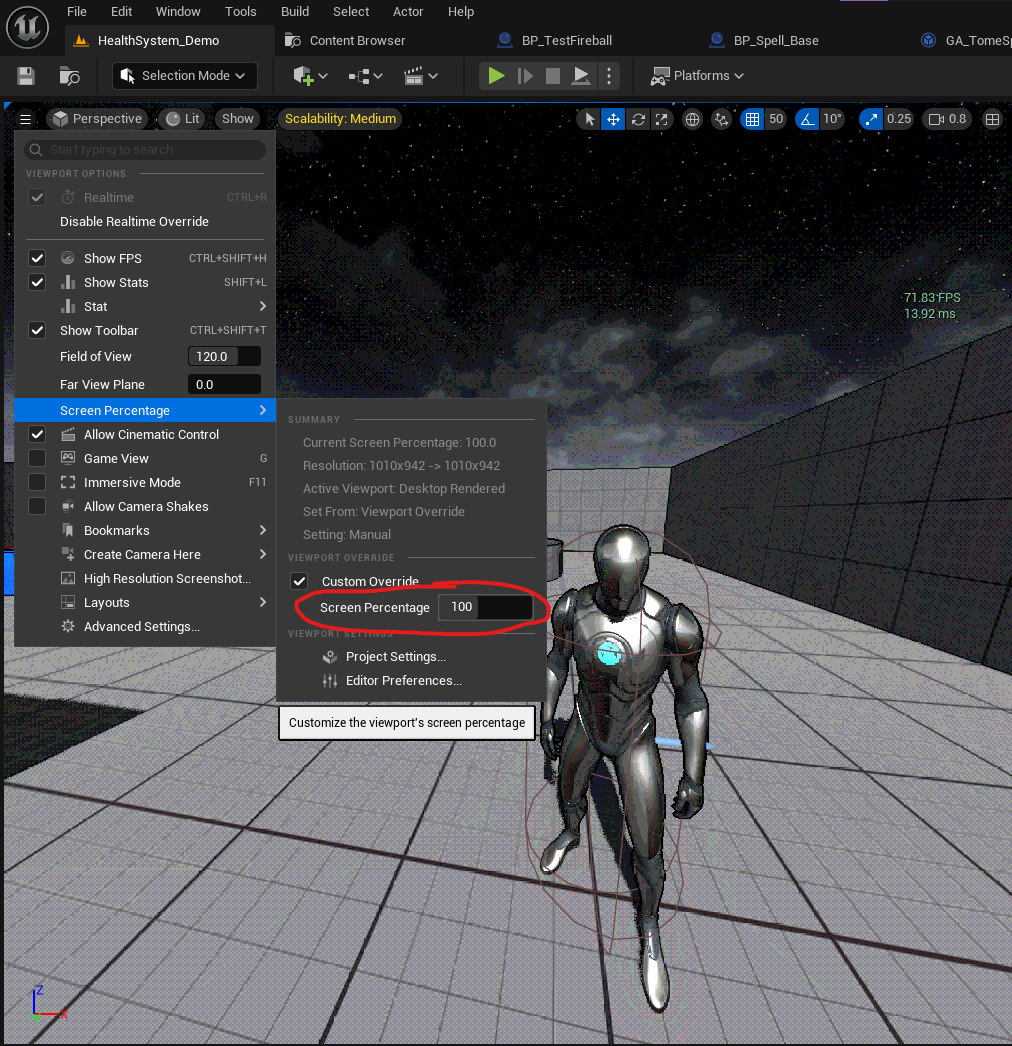 File Edit Window Tools Build Select Actor Help
HealthSystem_Demo Content Browser BP_TestFireball BP_Spell_Base GA_TomeSp
Selection Mode Platforms
Perspective Lit Show Scalability: Medium 50 10° 0.25 0.8
Start typing to search
VIEWPORT OPTIONS
Realtime CTRL+R
Disable Realtime Override
Show FPS CTRL+SHIFT+H
Show Stats SHIFT+L
Stat
Show Toolbar CTRL+SHIFT+T
Field of View 120.0
Far View Plane 0.0
Screen Percentage
Allow Cinematic Control
Game View G
Immersive Mode F11
Allow Camera Shakes
Bookmarks
Create Camera Here
High Resolution Screenshot...
Layouts
Advanced Settings...
71.83 FPS
13.92 ms
SUMMARY
Current Screen Percentage: 100.0
Resolution: 1010x942 -> 1010x942
Active Viewport: Desktop Rendered
Set From: Viewport Override
Setting: Manual
VIEWPORT OVERRIDE
Custom Override
Screen Percentage 100
VIEWPORT SETTINGS
Project Settings...
Editor Preferences...
Customize the viewport's screen percentage
Z
X